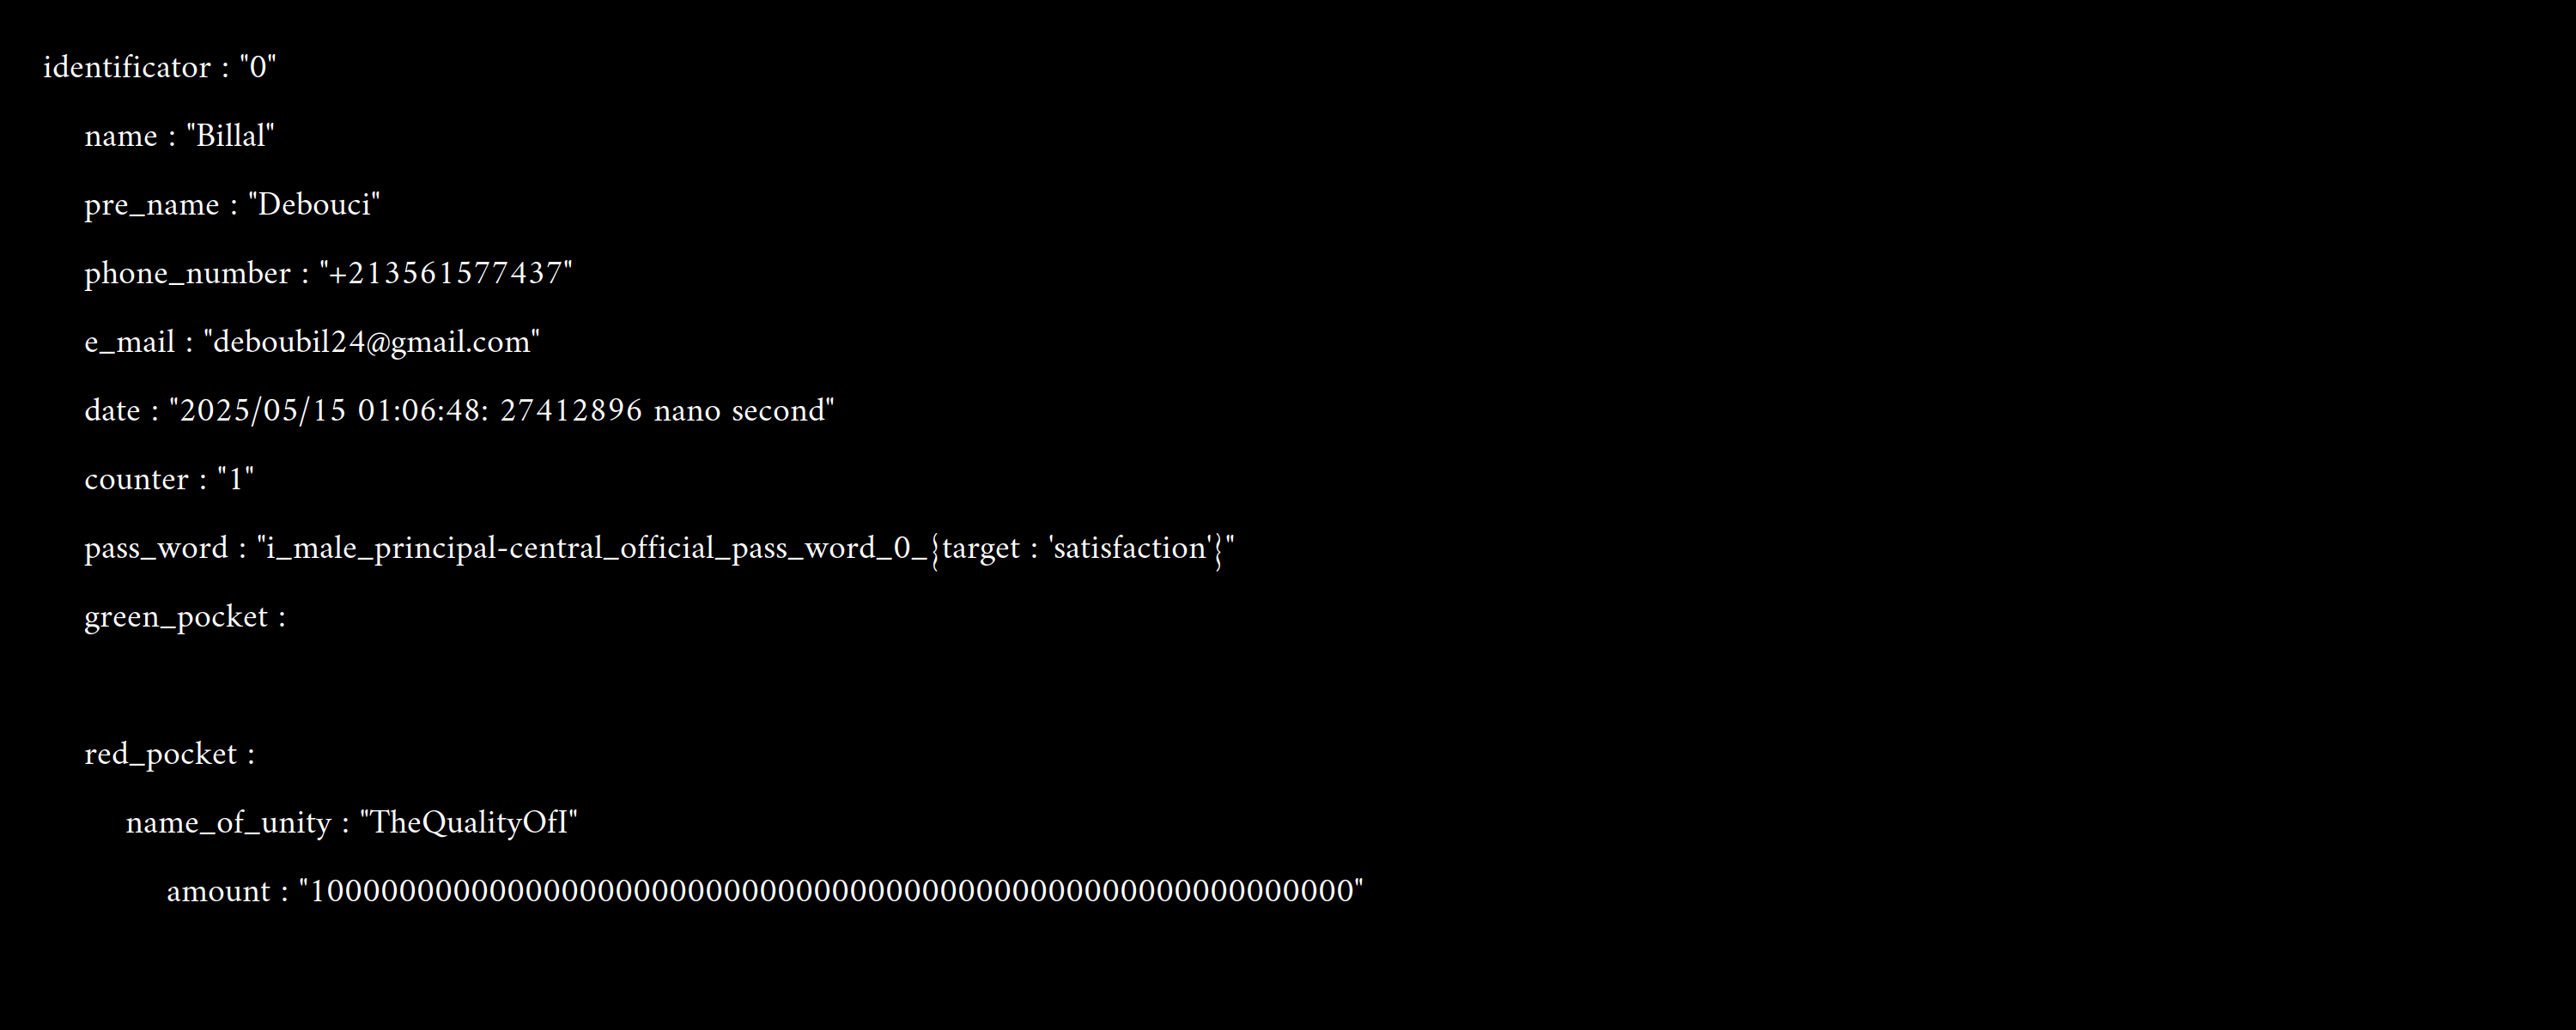 identificator : "0"
name : "Billal"
pre_name : "Debouci"
phone_number : "+213561577437"
e_mail : "deboubil24@gmail.com"
date : "2025/05/15 01:06:48: 27412896 nano second"
counter : "1"
pass_word : "i_male_principal-central_official_pass_word_0_{target : 'satisfaction'}"
green_pocket :
red_pocket :
name_of_unity : "TheQualityOfI"
amount : "1000000000000000000000000000000000000000000000000000000000"